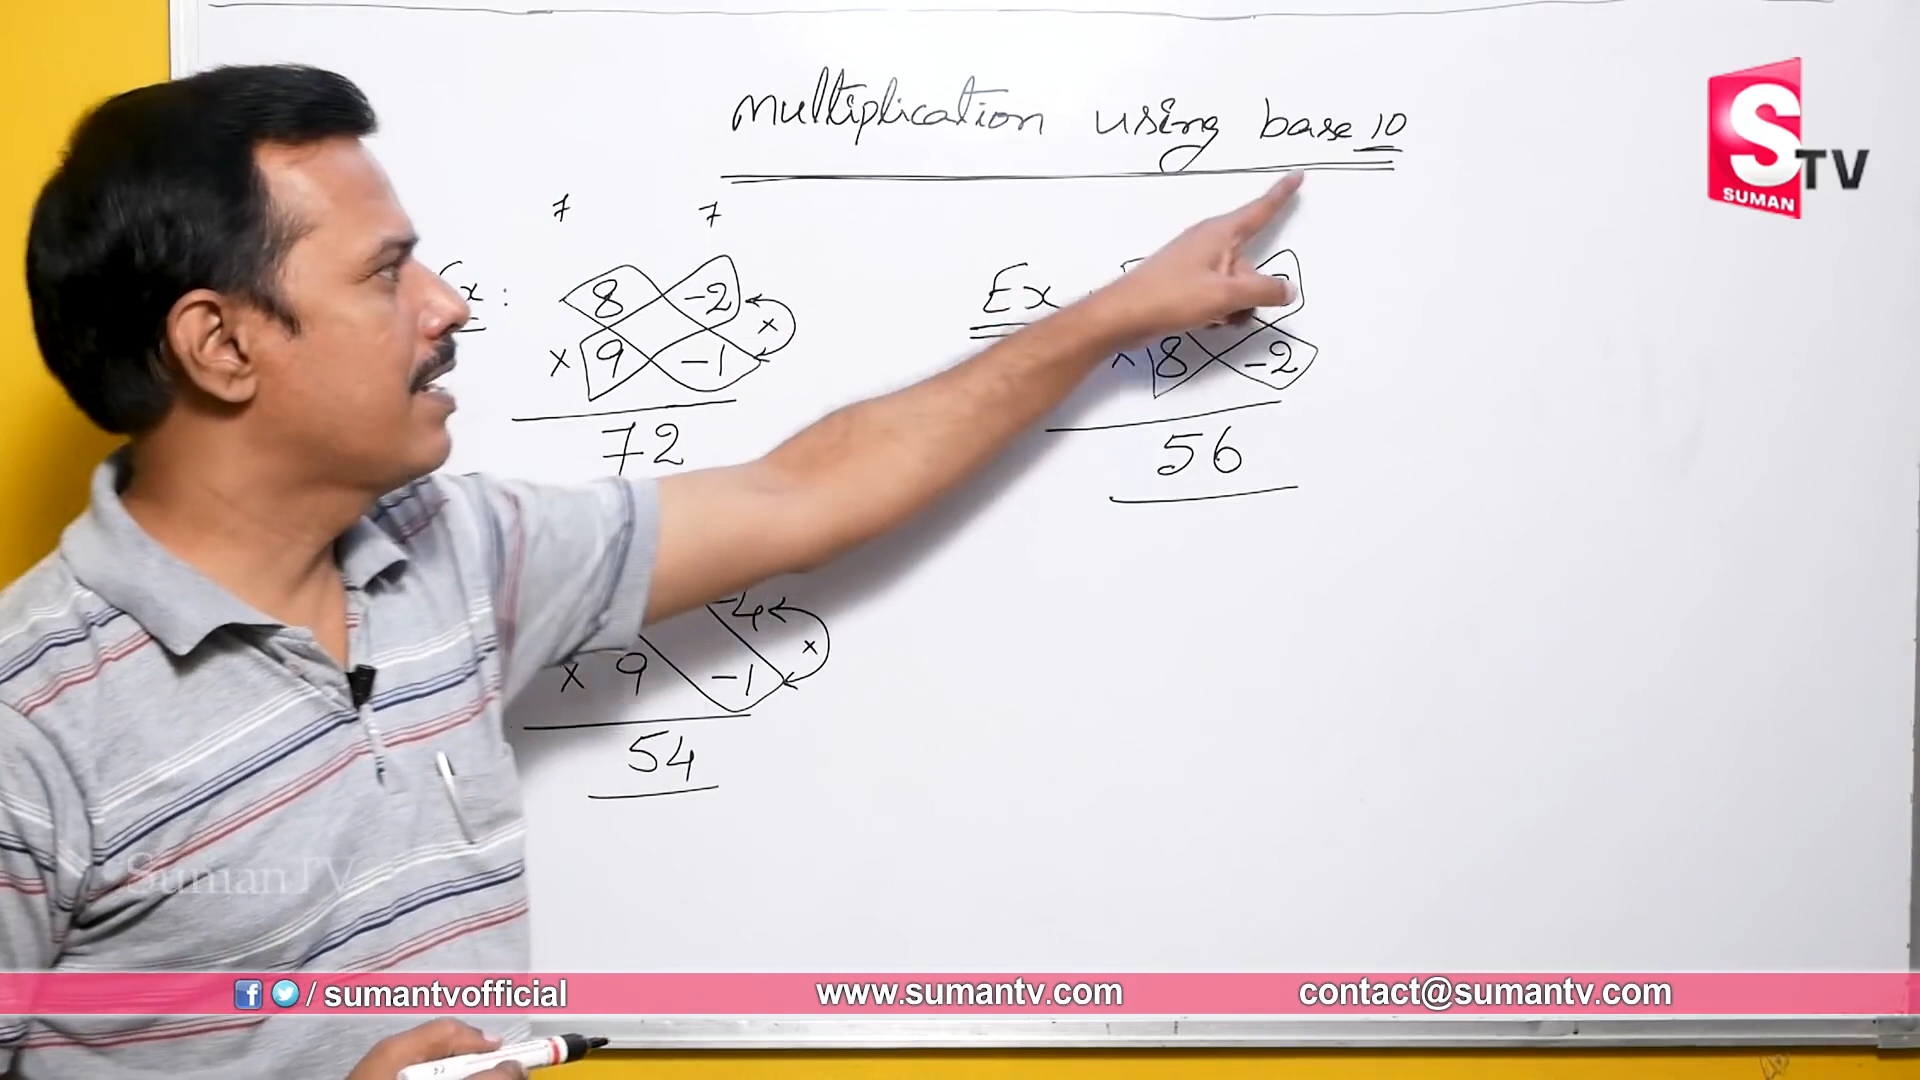 multiplication using base 10
7 7
Ex :
8 -2
x
x 9 -1
72
-4
x
x 9 -1
54
Ex
x 8 -2
56
S TV
SUMAN
SumanTV
/ sumantvofficial
www.sumantv.com
contact@sumantv.com